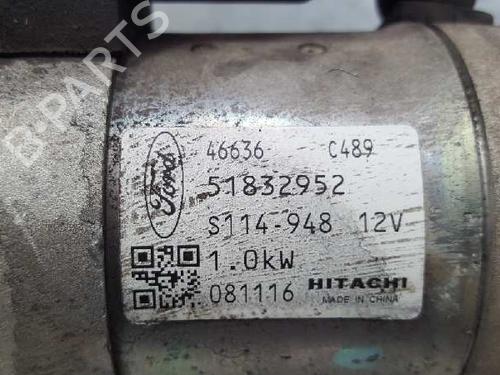 B-PARTS
46636 C489
Ford
51832952
S114-948 12V
1.0kW
081116 HITACHI
MADE IN CHINA